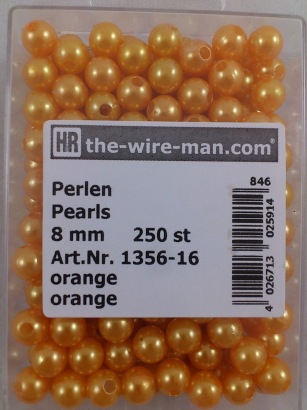 HR the-wire-man.com®
846
Perlen
Pearls
8 mm 250 st
Art.Nr. 1356-16
orange
orange
4 026713 025914